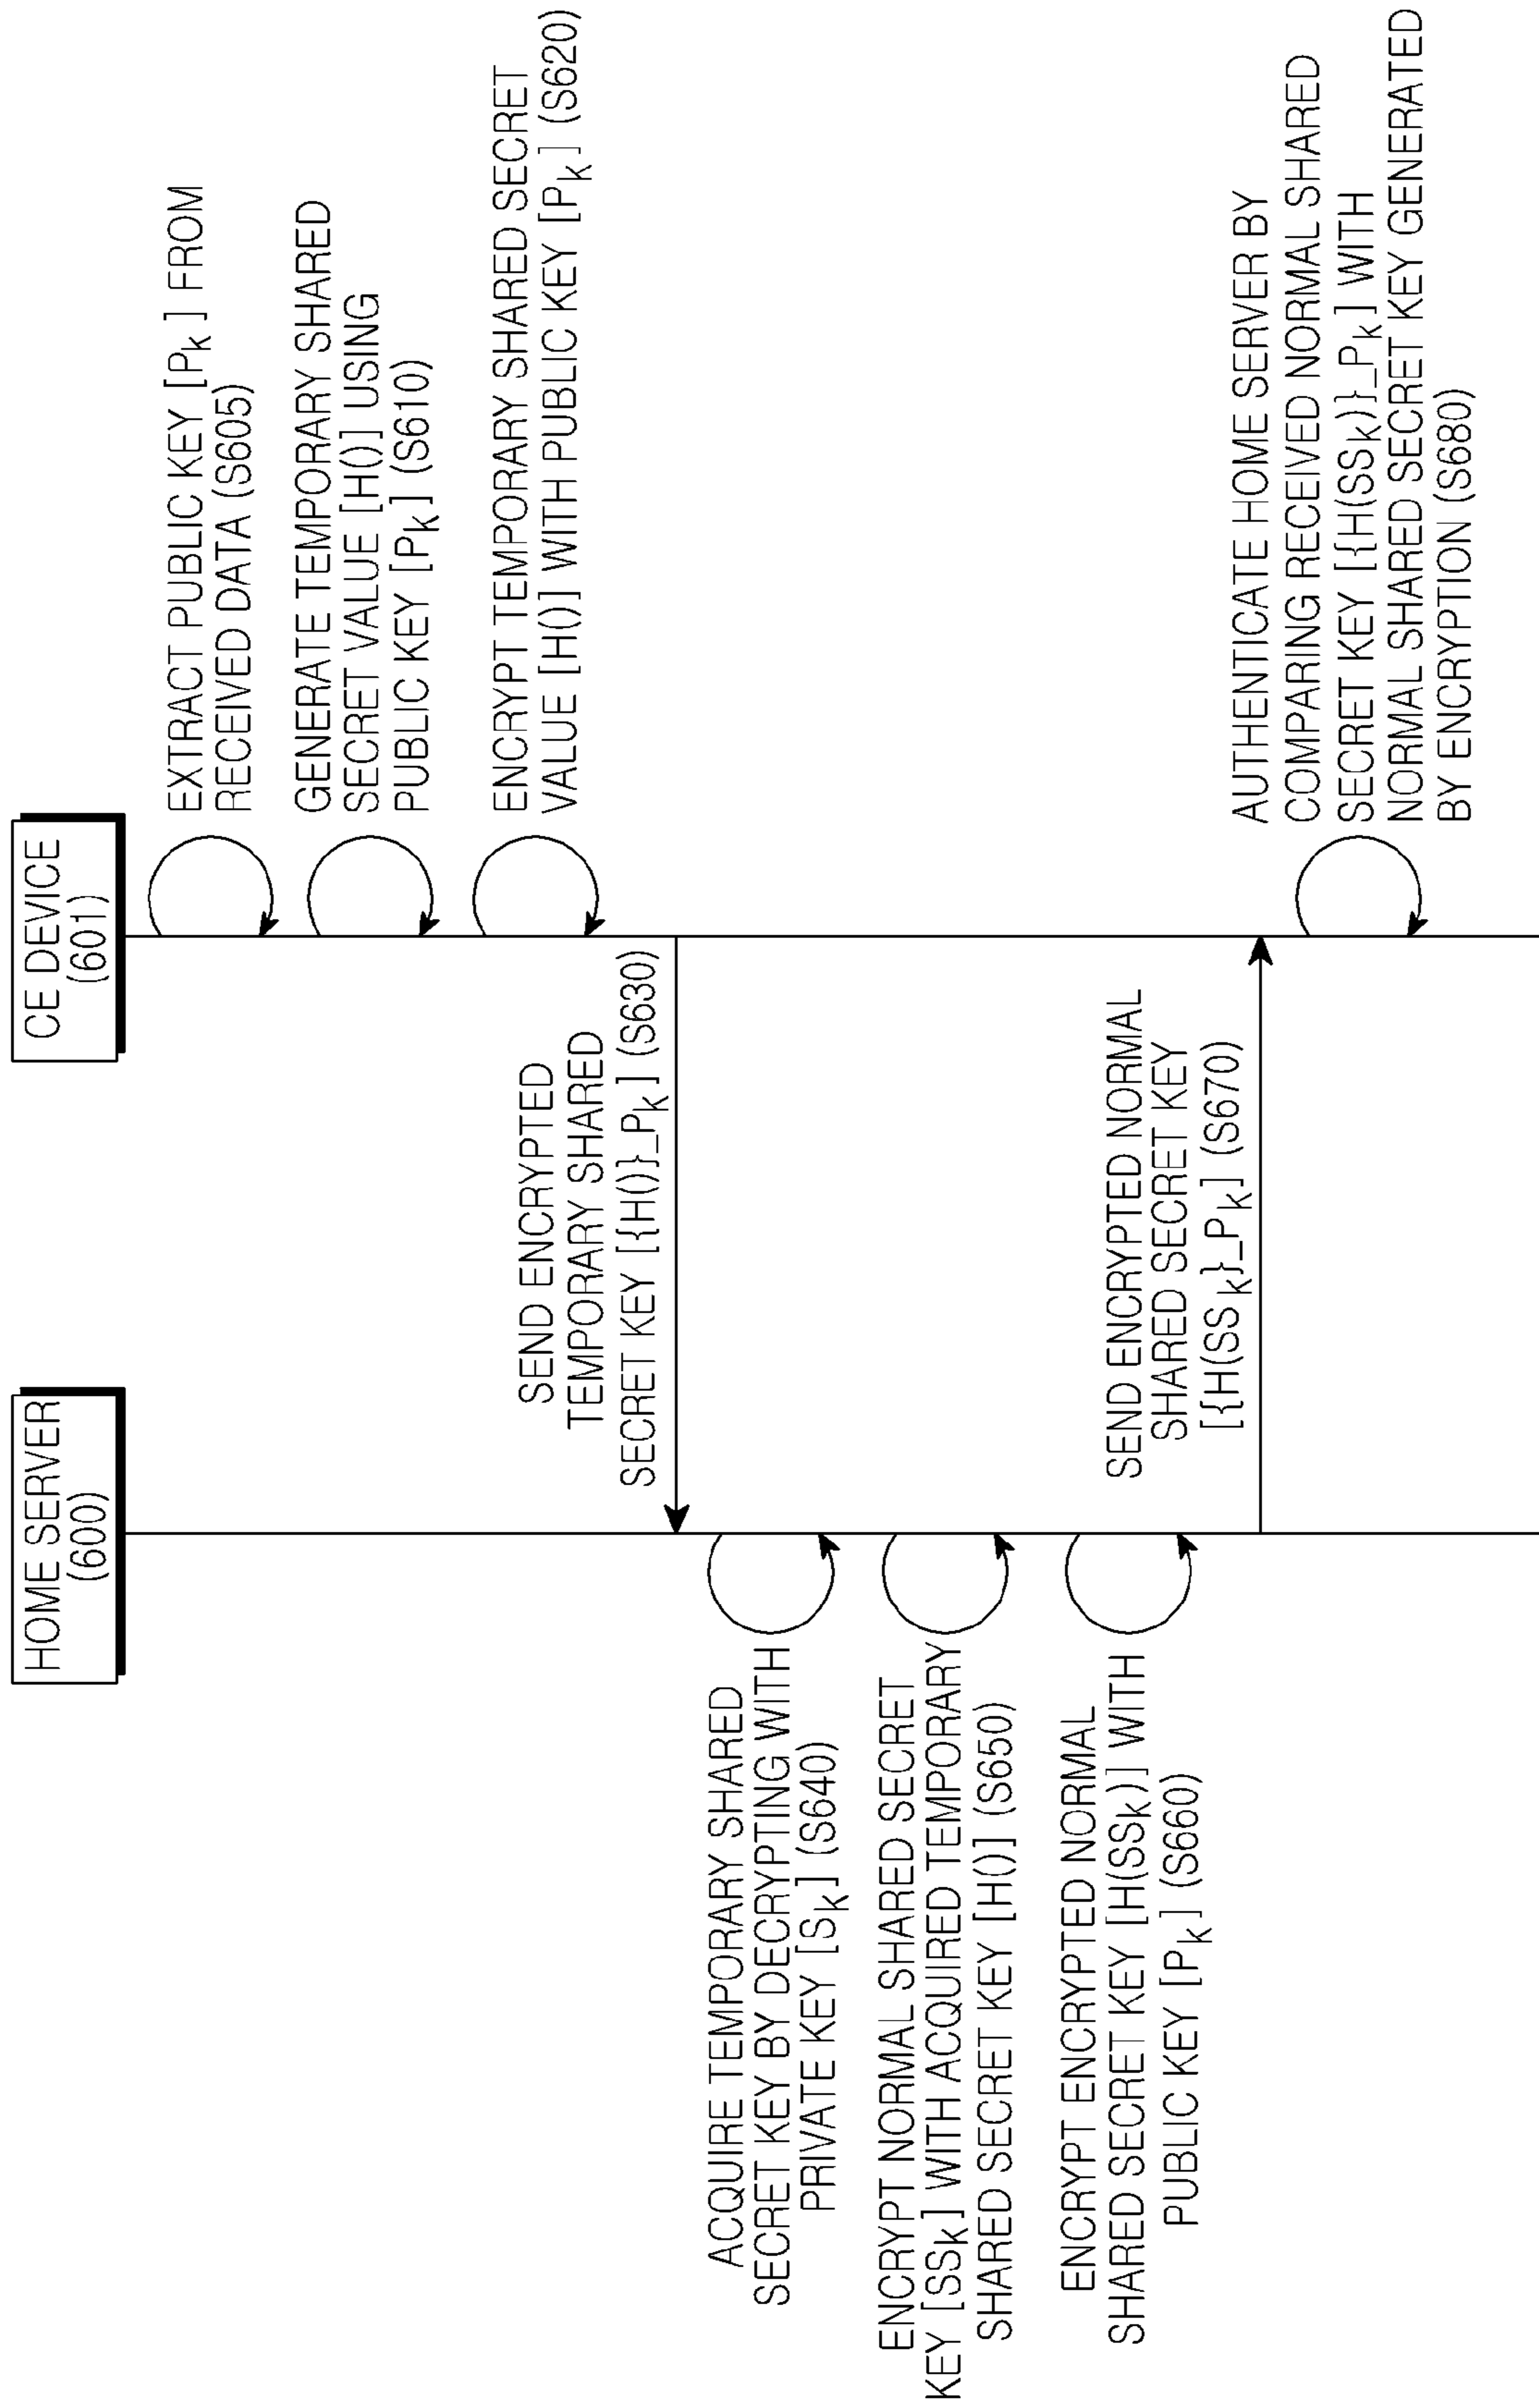 HOME SERVER
(600)
CE DEVICE
(601)
EXTRACT PUBLIC KEY [Pk] FROM
RECEIVED DATA (S605)
GENERATE TEMPORARY SHARED
SECRET VALUE [H()] USING
PUBLIC KEY [Pk] (S610)
ENCRYPT TEMPORARY SHARED SECRET
VALUE [H()] WITH PUBLIC KEY [Pk] (S620)
SEND ENCRYPTED
TEMPORARY SHARED
SECRET KEY [{H()}_Pk] (S630)
ACQUIRE TEMPORARY SHARED
SECRET KEY BY DECRYPTING WITH
PRIVATE KEY [Sk] (S640)
ENCRYPT NORMAL SHARED SECRET
KEY [SSk] WITH ACQUIRED TEMPORARY
SHARED SECRET KEY [H()] (S650)
ENCRYPT ENCRYPTED NORMAL
SHARED SECRET KEY [H(SSk)] WITH
PUBLIC KEY [Pk] (S660)
SEND ENCRYPTED NORMAL
SHARED SECRET KEY
[{H(SSk}_Pk] (S670)
AUTHENTICATE HOME SERVER BY
COMPARING RECEIVED NORMAL SHARED
SECRET KEY [{H(SSk)}_Pk] WITH
NORMAL SHARED SECRET KEY GENERATED
BY ENCRYPTION (S680)